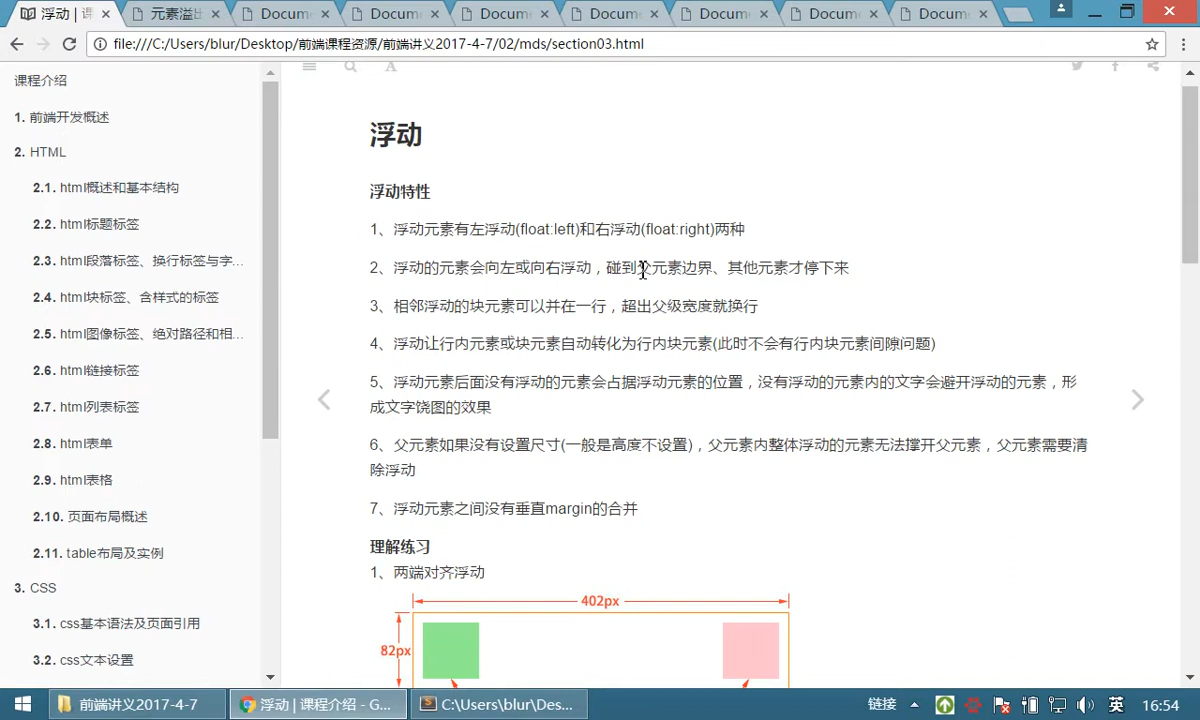 浮动 | 课
元素溢出
Docume
Docume
Docume
Docume
Docume
Docume
Docume
file:///C:/Users/blur/Desktop/前端课程资源/前端讲义2017-4-7/02/mds/section03.html
课程介绍
1. 前端开发概述
2. HTML
2.1. html概述和基本结构
2.2. html标题标签
2.3. html段落标签、换行标签与字...
2.4. html块标签、含样式的标签
2.5. html图像标签、绝对路径和相...
2.6. html链接标签
2.7. html列表标签
2.8. html表单
2.9. html表格
2.10. 页面布局概述
2.11. table布局及实例
3. CSS
3.1. css基本语法及页面引用
3.2. css文本设置
A
浮动
浮动特性
1、浮动元素有左浮动(float:left)和右浮动(float:right)两种
2、浮动的元素会向左或向右浮动，碰到父元素边界、其他元素才停下来
3、相邻浮动的块元素可以并在一行，超出父级宽度就换行
4、浮动让行内元素或块元素自动转化为行内块元素(此时不会有行内块元素间隙问题)
5、浮动元素后面没有浮动的元素会占据浮动元素的位置，没有浮动的元素内的文字会避开浮动的元素，形
成文字饶图的效果
6、父元素如果没有设置尺寸(一般是高度不设置)，父元素内整体浮动的元素无法撑开父元素，父元素需要清
除浮动
7、浮动元素之间没有垂直margin的合并
理解练习
1、两端对齐浮动
402px
82px
前端讲义2017-4-7
浮动 | 课程介绍 - G...
C:\Users\blur\Des...
链接
英
16:54